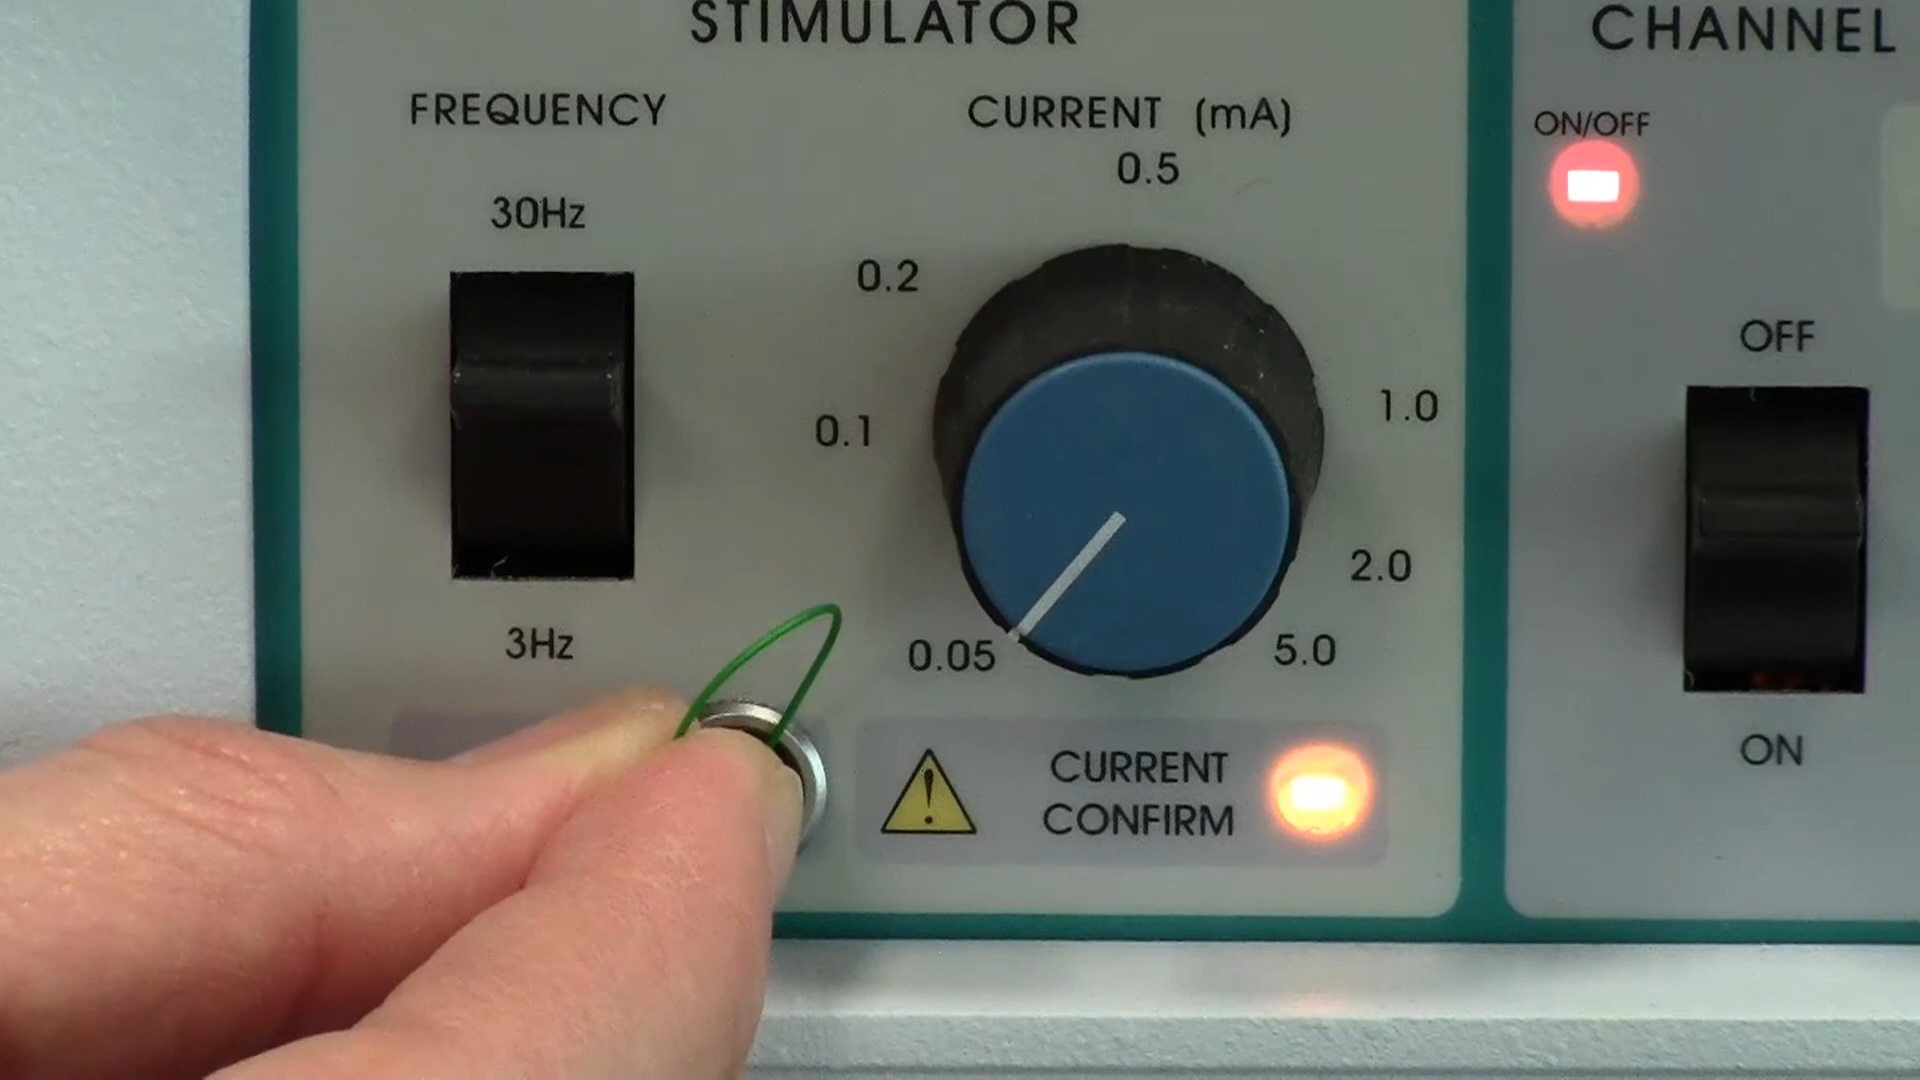 STIMULATOR
FREQUENCY
30Hz
3Hz
CURRENT (mA)
0.05
0.1
0.2
0.5
1.0
2.0
5.0
CURRENT
CONFIRM
CHANNEL
ON/OFF
OFF
ON